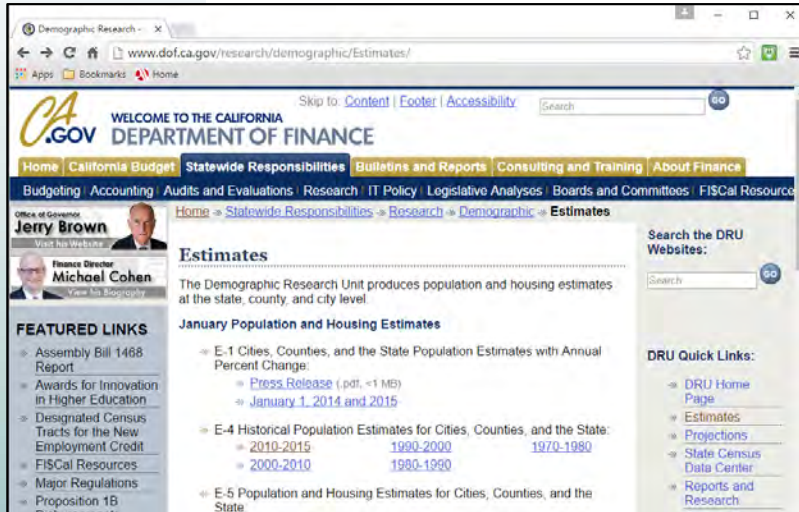 Demographic Research -
www.dof.ca.gov/research/demographic/Estimates/
Apps Bookmarks Home
Skip to: Content | Footer | Accessibility
Search
GO
CA
.GOV
WELCOME TO THE CALIFORNIA
DEPARTMENT OF FINANCE
Home California Budget Statewide Responsibilities Bulletins and Reports Consulting and Training About Finance
Budgeting | Accounting | Audits and Evaluations | Research | IT Policy | Legislative Analyses | Boards and Committees | FI$Cal Resource
Office of Governor
Jerry Brown
Visit his Website
Finance Director
Michael Cohen
View his Biography
FEATURED LINKS
Assembly Bill 1468
Report
Awards for Innovation
in Higher Education
Designated Census
Tracts for the New
Employment Credit
FI$Cal Resources
Major Regulations
Proposition 1B
Home Statewide Responsibilities Research Demographic Estimates
Estimates
The Demographic Research Unit produces population and housing estimates
at the state, county, and city level.
January Population and Housing Estimates
E-1 Cities, Counties, and the State Population Estimates with Annual
Percent Change:
Press Release (.pdf, <1 MB)
January 1, 2014 and 2015
E-4 Historical Population Estimates for Cities, Counties, and the State:
2010-2015 1990-2000 1970-1980
2000-2010 1980-1990
E-5 Population and Housing Estimates for Cities, Counties, and the
State
Search the DRU
Websites:
Search
GO
DRU Quick Links:
DRU Home
Page
Estimates
Projections
State Census
Data Center
Reports and
Research